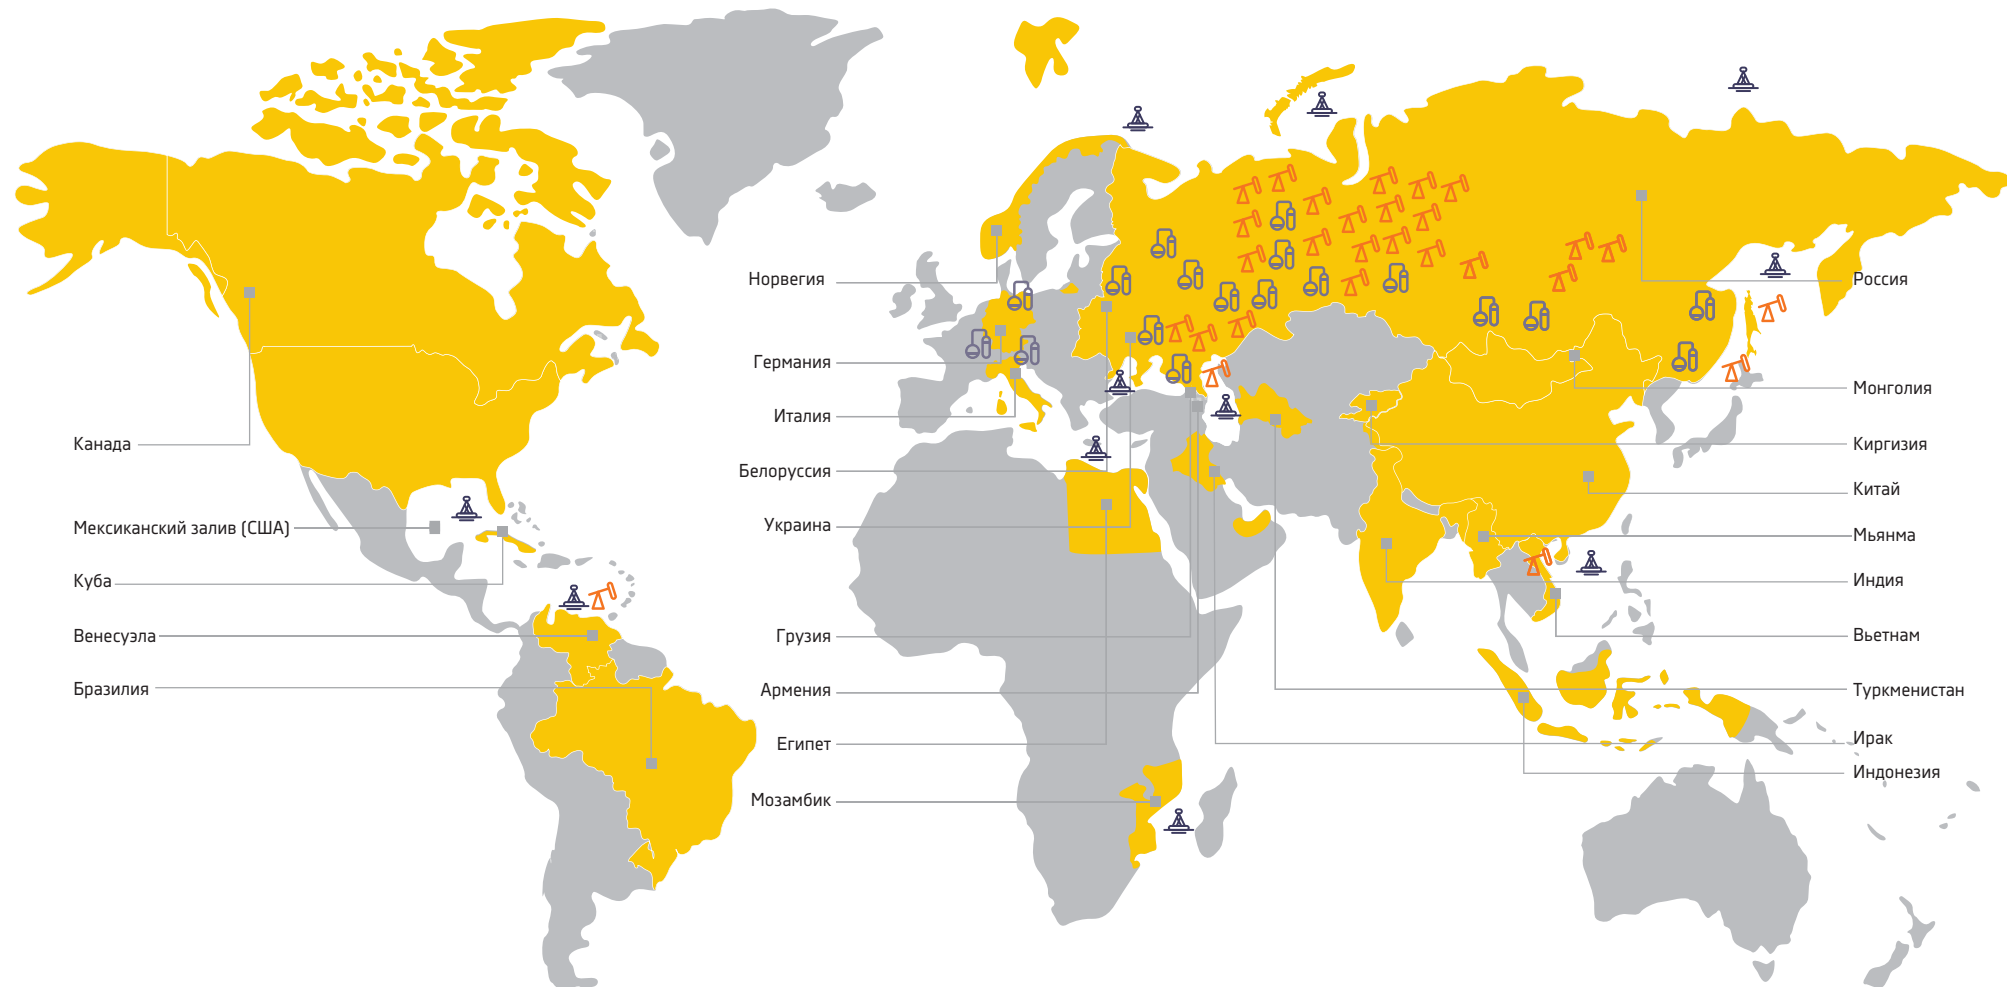 Канада
Мексиканский залив (США)
Куба
Венесуэла
Бразилия
Норвегия
Германия
Италия
Белоруссия
Украина
Грузия
Армения
Египет
Мозамбик
Россия
Монголия
Киргизия
Китай
Мьянма
Индия
Вьетнам
Туркменистан
Ирак
Индонезия